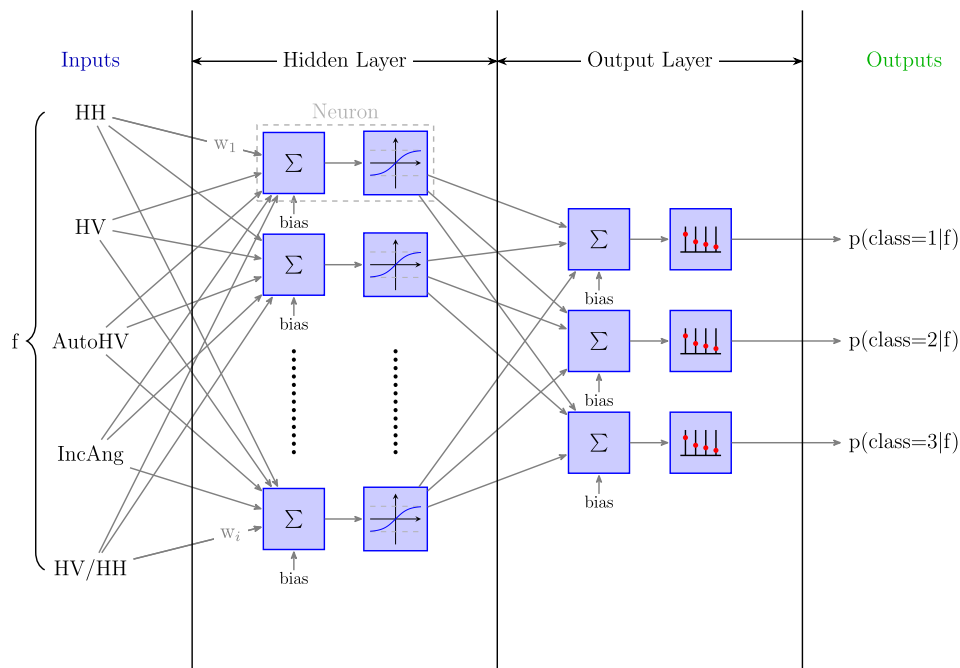 Inputs
Hidden Layer
Output Layer
Outputs
Neuron
HH
w1
Σ
bias
HV
Σ
bias
Σ
bias
p(class=1|f)
f
AutoHV
Σ
bias
p(class=2|f)
IncAng
Σ
bias
p(class=3|f)
wi
Σ
bias
HV/HH